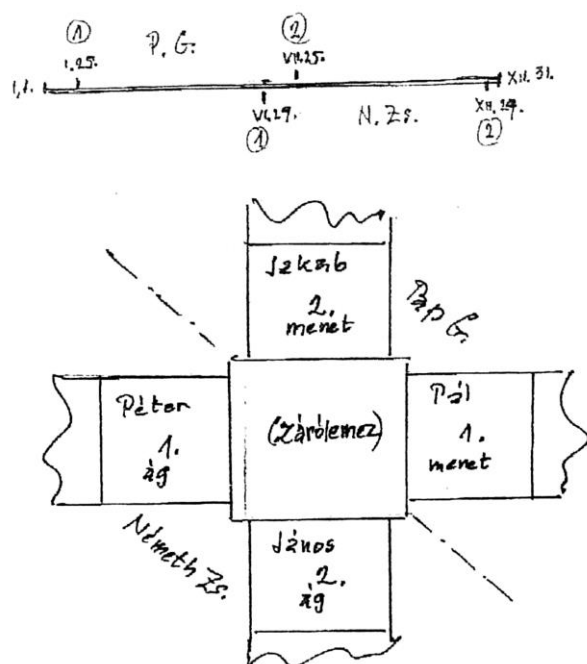 ① ②
I.25. P. G. VII.25.
I,1. XII. 31.
VI.29. N. Zs. XII.29.
① ②
Jakab
2.
menet
Pap G.
Péter
1.
ág
(Zárólemez)
Pál
1.
menet
Németh Zs.
János
2.
ág